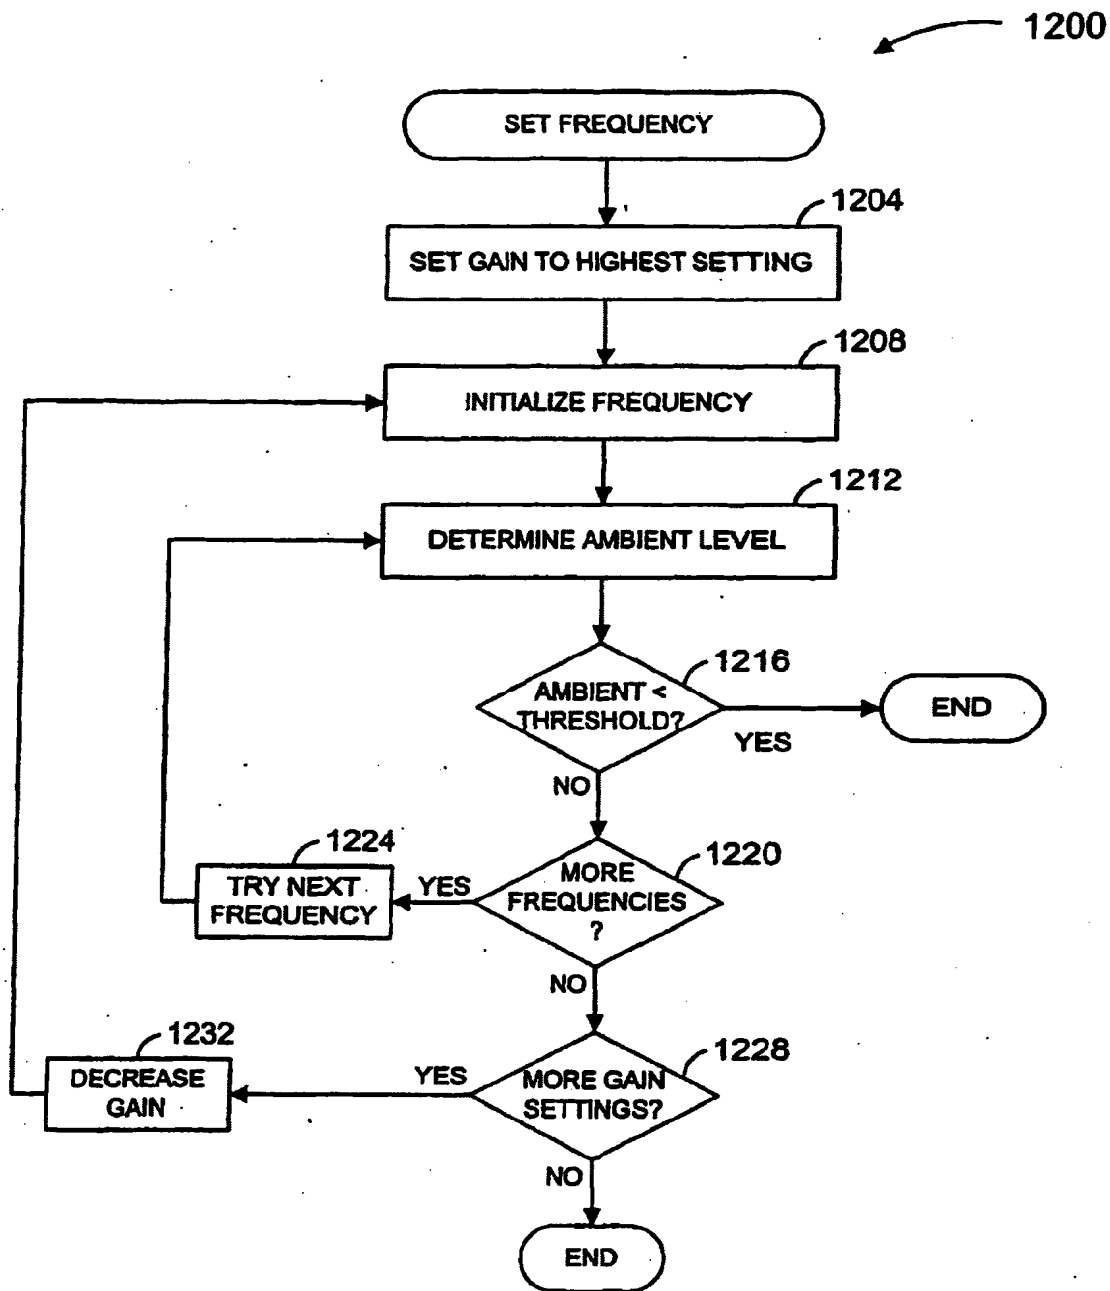 1200
SET FREQUENCY
1204
SET GAIN TO HIGHEST SETTING
1208
INITIALIZE FREQUENCY
1212
DETERMINE AMBIENT LEVEL
1216
AMBIENT <
THRESHOLD?
END
YES
NO
1224
TRY NEXT
FREQUENCY
YES
1220
MORE
FREQUENCIES
?
NO
1232
DECREASE
GAIN
YES
1228
MORE GAIN
SETTINGS?
NO
END